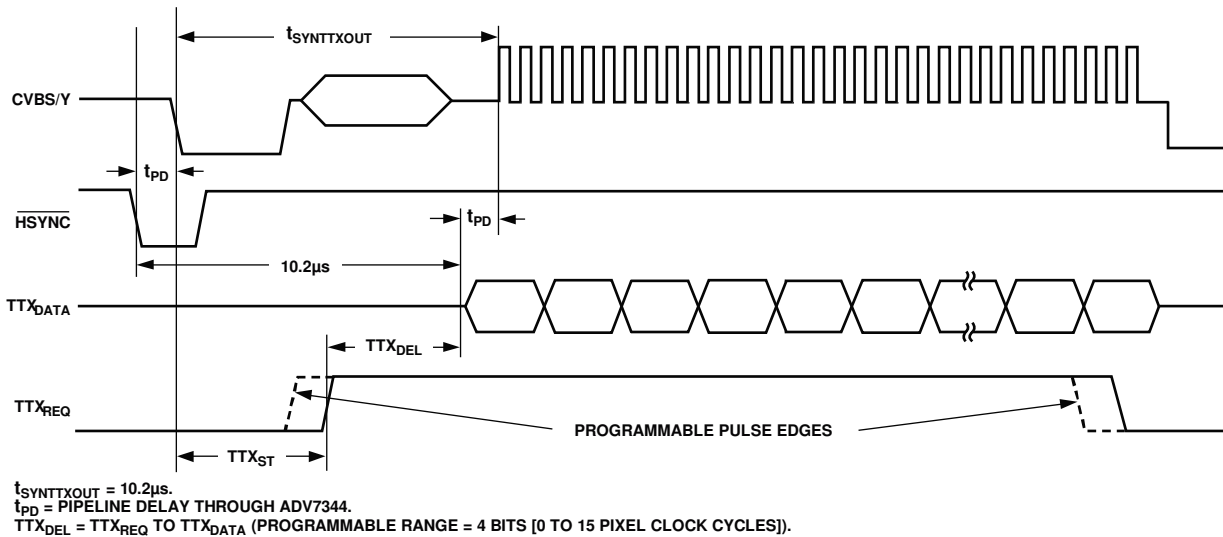 tSYNTTXOUT
CVBS/Y
tPD
HSYNC
tPD
10.2µs
TTXDATA
TTXDEL
TTXREQ
PROGRAMMABLE PULSE EDGES
TTXST
tSYNTTXOUT = 10.2µs.
tPD = PIPELINE DELAY THROUGH ADV7344.
TTXDEL = TTXREQ TO TTXDATA (PROGRAMMABLE RANGE = 4 BITS [0 TO 15 PIXEL CLOCK CYCLES]).